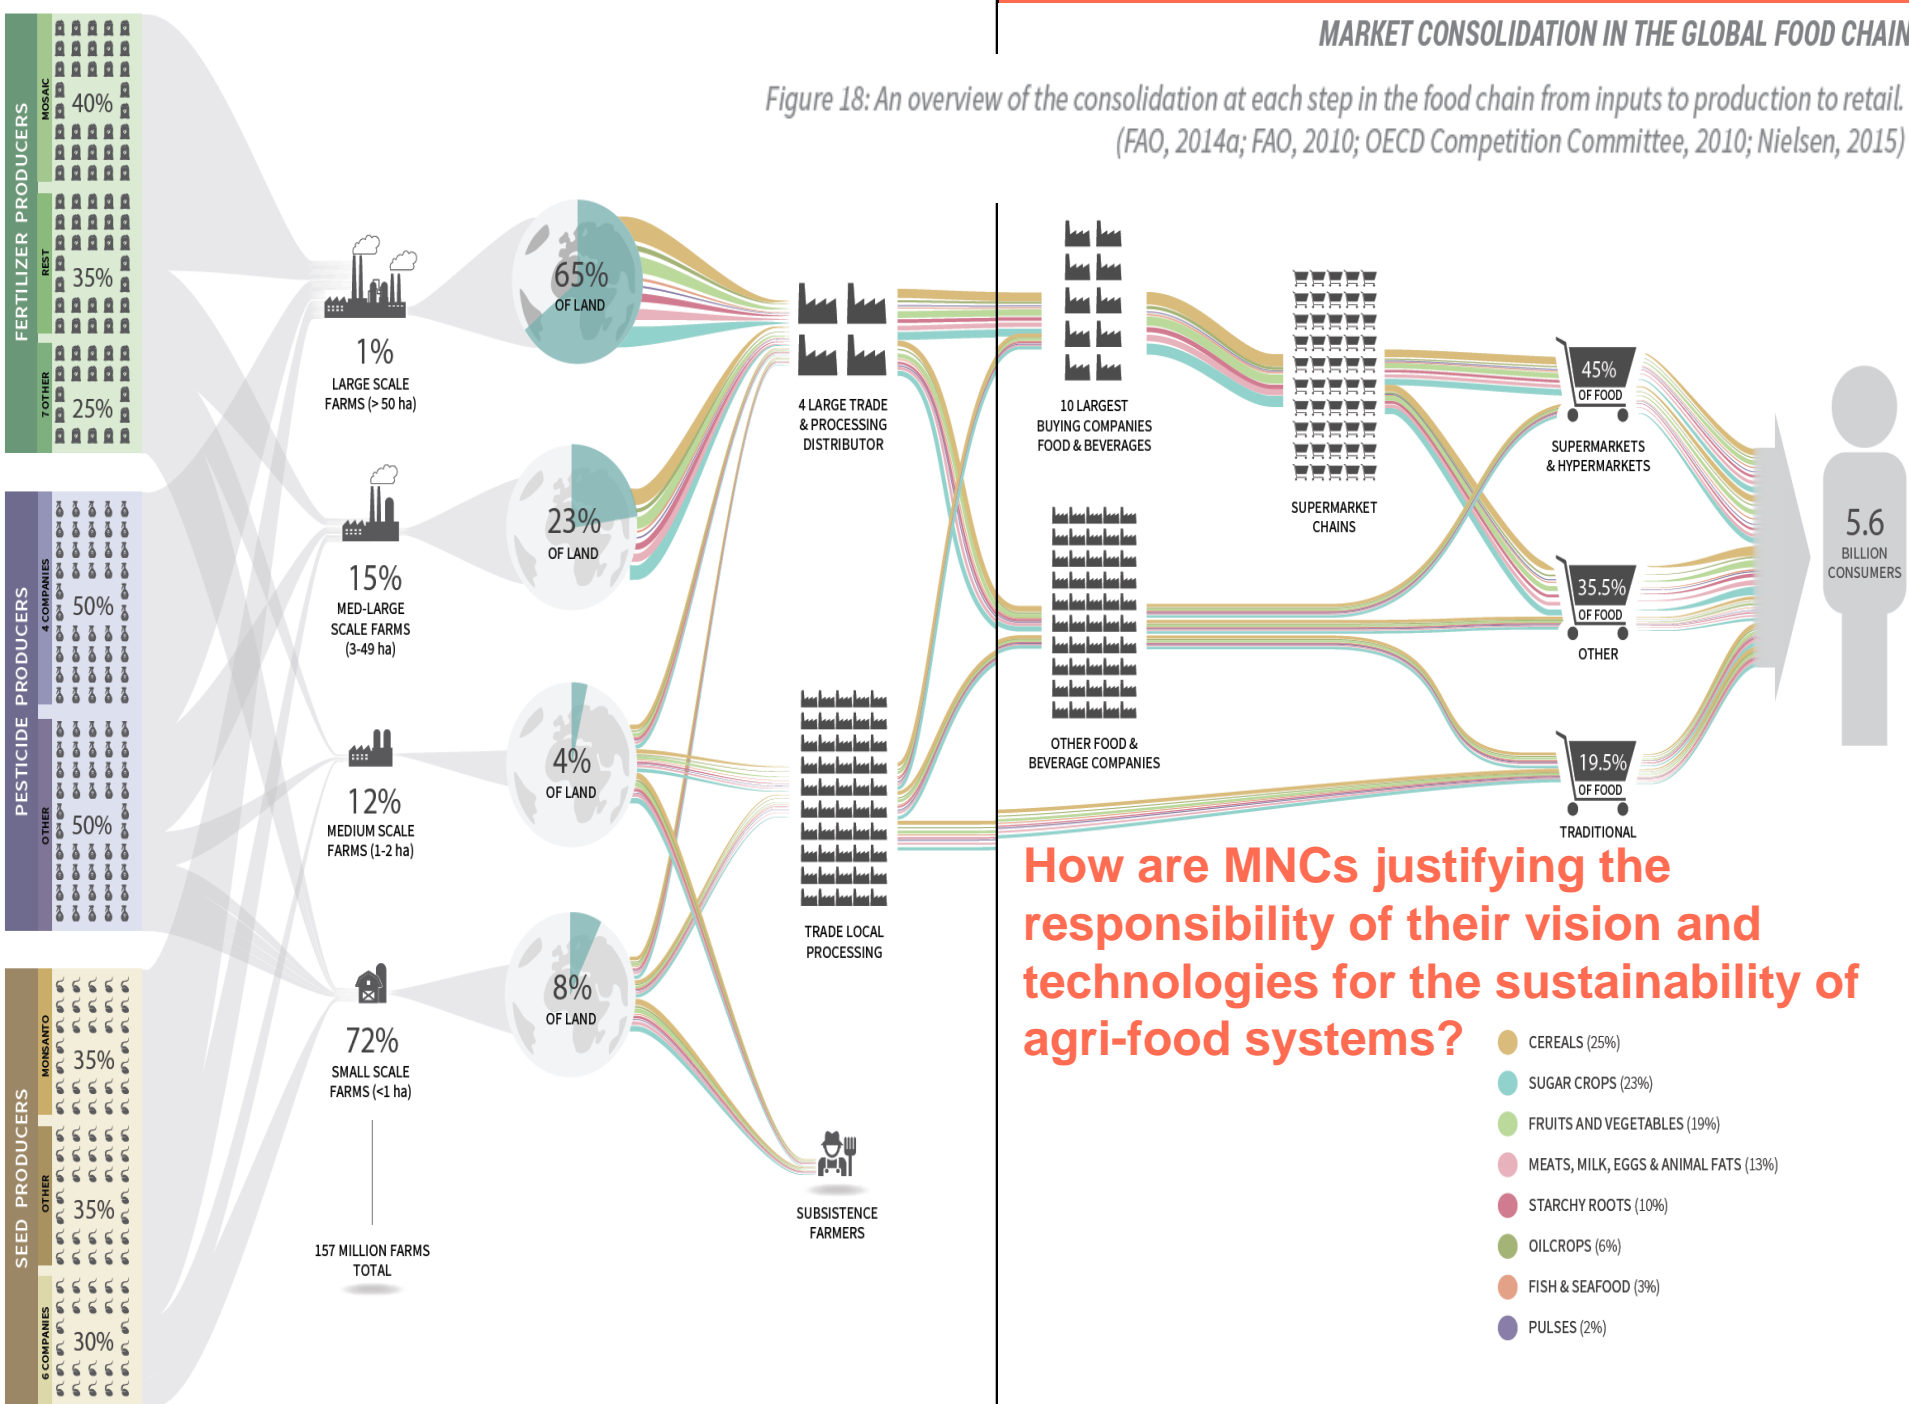 MARKET CONSOLIDATION IN THE GLOBAL FOOD CHAIN
Figure 18: An overview of the consolidation at each step in the food chain from inputs to production to retail.
(FAO, 2014a; FAO, 2010; OECD Competition Committee, 2010; Nielsen, 2015)
FERTILIZER PRODUCERS
MOSAIC
40%
REST
35%
7 OTHER
25%
PESTICIDE PRODUCERS
4 COMPANIES
50%
OTHER
50%
SEED PRODUCERS
MONSANTO
35%
OTHER
35%
6 COMPANIES
30%
1%
LARGE SCALE
FARMS (> 50 ha)
15%
MED-LARGE
SCALE FARMS
(3-49 ha)
12%
MEDIUM SCALE
FARMS (1-2 ha)
72%
SMALL SCALE
FARMS (<1 ha)
157 MILLION FARMS
TOTAL
65%
OF LAND
23%
OF LAND
4%
OF LAND
8%
OF LAND
4 LARGE TRADE
& PROCESSING
DISTRIBUTOR
TRADE LOCAL
PROCESSING
SUBSISTENCE
FARMERS
10 LARGEST
BUYING COMPANIES
FOOD & BEVERAGES
OTHER FOOD &
BEVERAGE COMPANIES
SUPERMARKET
CHAINS
45%
OF FOOD
SUPERMARKETS
& HYPERMARKETS
35.5%
OF FOOD
OTHER
19.5%
OF FOOD
TRADITIONAL
5.6
BILLION
CONSUMERS
How are MNCs justifying the
responsibility of their vision and
technologies for the sustainability of
agri-food systems?
CEREALS (25%)
SUGAR CROPS (23%)
FRUITS AND VEGETABLES (19%)
MEATS, MILK, EGGS & ANIMAL FATS (13%)
STARCHY ROOTS (10%)
OILCROPS (6%)
FISH & SEAFOOD (3%)
PULSES (2%)